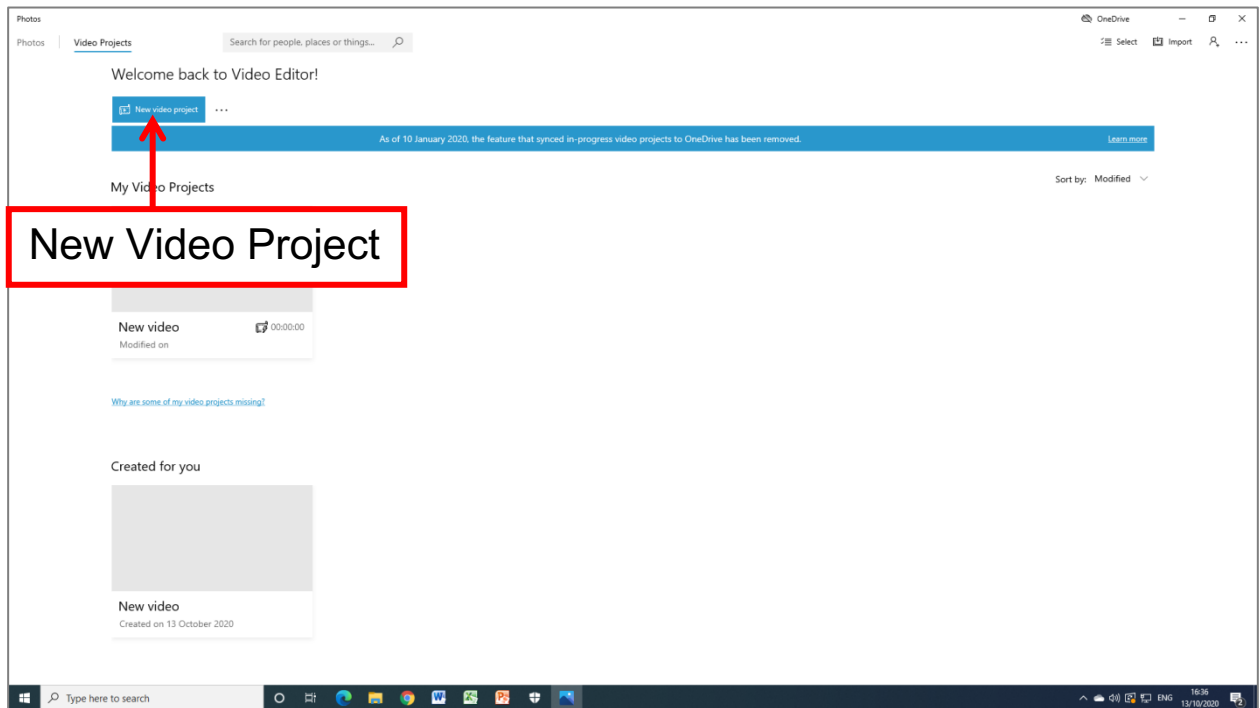 Photos
OneDrive
Photos Video Projects Search for people, places or things... Select Import
Welcome back to Video Editor!
New video project
As of 10 January 2020, the feature that synced in-progress video projects to OneDrive has been removed. Learn more
My Video Projects
Sort by: Modified
New Video Project
New video 00:00:00
Modified on
Why are some of my video projects missing?
Created for you
New video
Created on 13 October 2020
Type here to search
ENG
16:36
13/10/2020